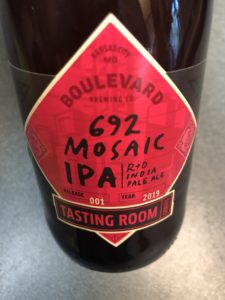 KANSAS CITY
MO
BOULEVARD
BREWING CO.
692
MOSAIC
IPA
R+D
INDIA
PALE ALE
RELEASE 001 YEAR 2019
TASTING ROOM